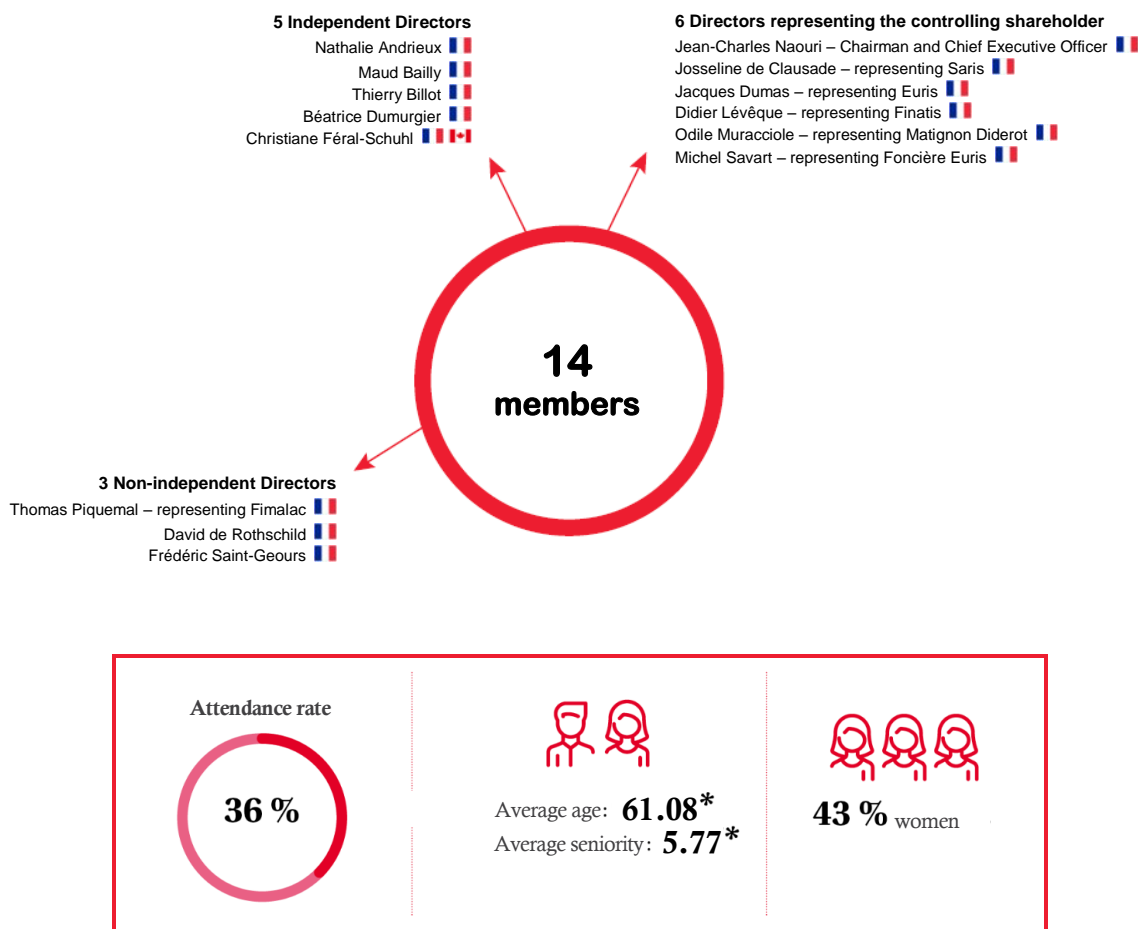 5 Independent Directors
Nathalie Andrieux
Maud Bailly
Thierry Billot
Béatrice Dumurgier
Christiane Féral-Schuhl
6 Directors representing the controlling shareholder
Jean-Charles Naouri – Chairman and Chief Executive Officer
Josseline de Clausade – representing Saris
Jacques Dumas – representing Euris
Didier Lévêque – representing Finatis
Odile Muracciole – representing Matignon Diderot
Michel Savart – representing Foncière Euris
14
members
3 Non-independent Directors
Thomas Piquemal – representing Fimalac
David de Rothschild
Frédéric Saint-Geours
Attendance rate
36 %
Average age: 61.08*
Average seniority: 5.77*
43 % women